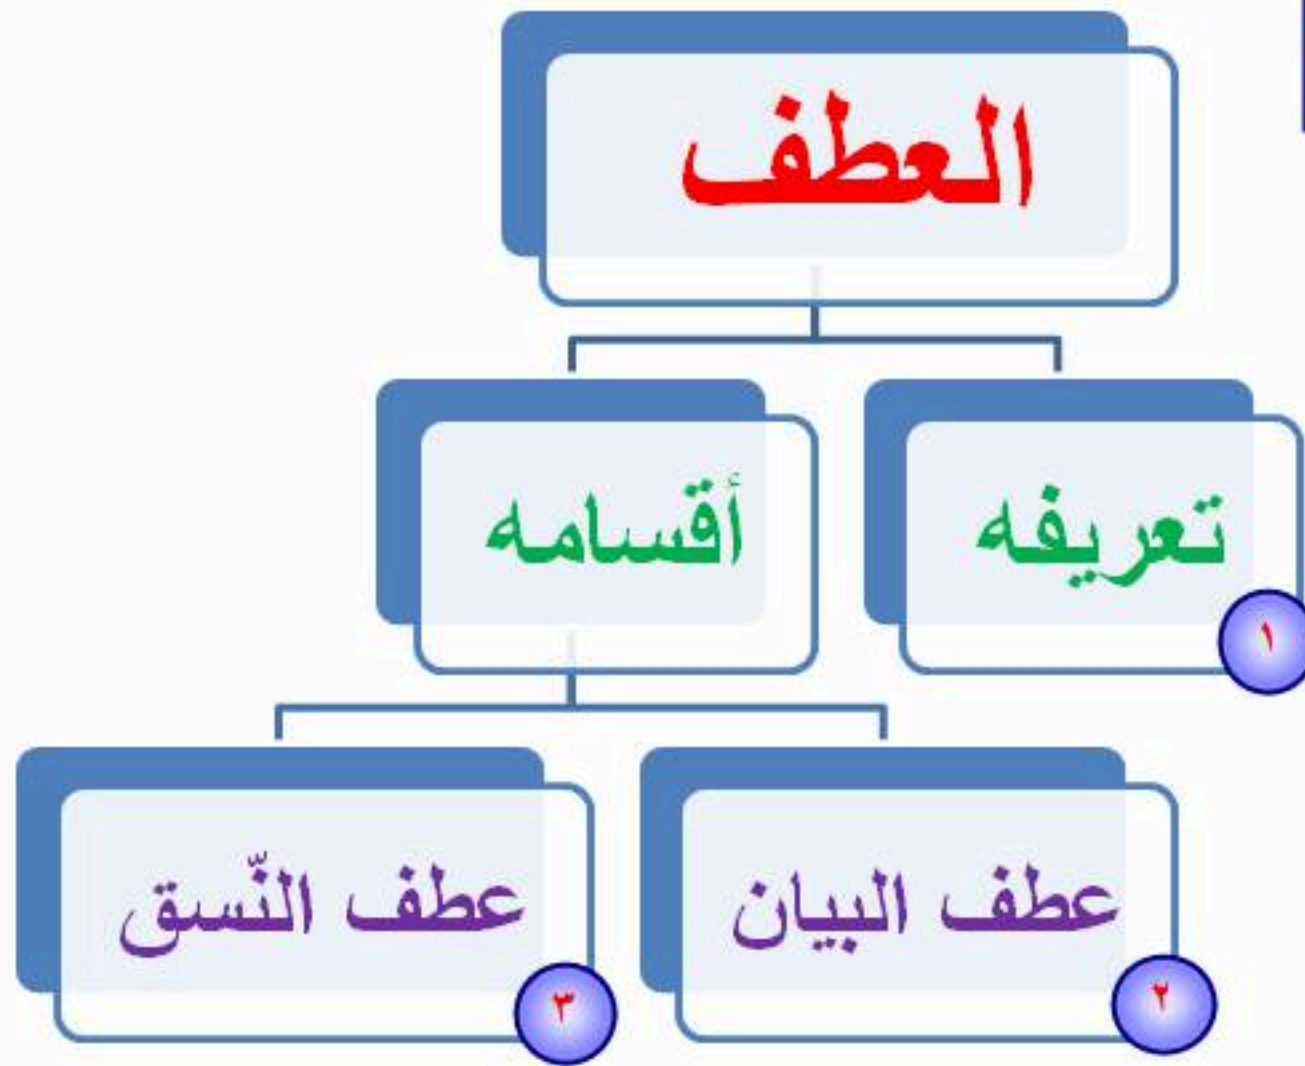 العطف
تعريفه
١
أقسامه
عطف البيان
٢
عطف النّسق
٣